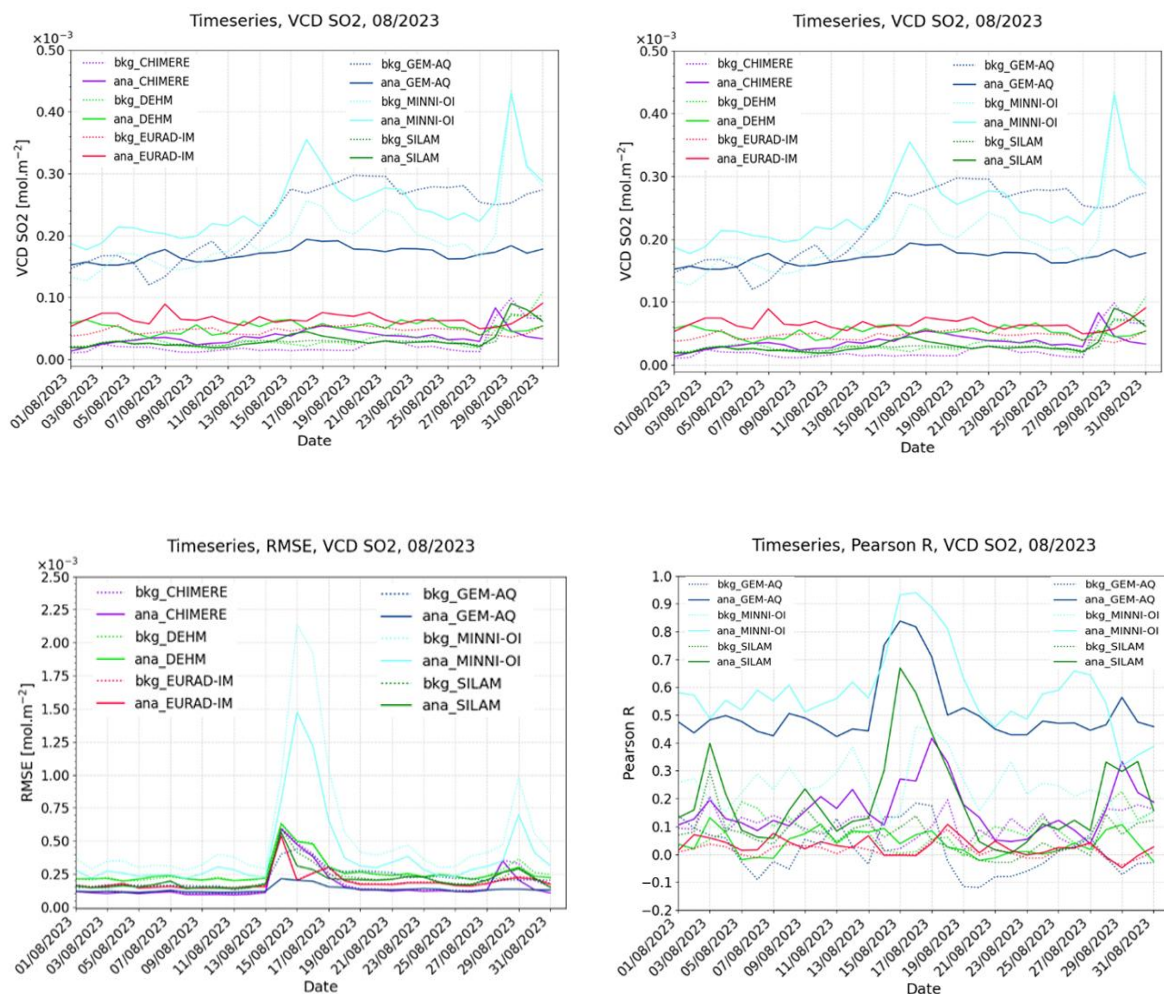 Timeseries, VCD SO2, 08/2023
×10⁻³
0.50
0.40
0.30
0.20
0.10
0.00
VCD SO2 [mol.m⁻²]
bkg_CHIMERE
ana_CHIMERE
bkg_DEHM
ana_DEHM
bkg_EURAD-IM
ana_EURAD-IM
bkg_GEM-AQ
ana_GEM-AQ
bkg_MINNI-OI
ana_MINNI-OI
bkg_SILAM
ana_SILAM
01/08/2023
03/08/2023
05/08/2023
07/08/2023
09/08/2023
11/08/2023
13/08/2023
15/08/2023
17/08/2023
19/08/2023
21/08/2023
23/08/2023
25/08/2023
27/08/2023
29/08/2023
31/08/2023
Date
Timeseries, VCD SO2, 08/2023
×10⁻³
0.50
0.40
0.30
0.20
0.10
0.00
VCD SO2 [mol.m⁻²]
bkg_CHIMERE
ana_CHIMERE
bkg_DEHM
ana_DEHM
bkg_EURAD-IM
ana_EURAD-IM
bkg_GEM-AQ
ana_GEM-AQ
bkg_MINNI-OI
ana_MINNI-OI
bkg_SILAM
ana_SILAM
01/08/2023
03/08/2023
05/08/2023
07/08/2023
09/08/2023
11/08/2023
13/08/2023
15/08/2023
17/08/2023
19/08/2023
21/08/2023
23/08/2023
25/08/2023
27/08/2023
29/08/2023
31/08/2023
Date
Timeseries, RMSE, VCD SO2, 08/2023
×10⁻³
2.50
2.25
2.00
1.75
1.50
1.25
1.00
0.75
0.50
0.25
0.00
RMSE [mol.m⁻²]
bkg_CHIMERE
ana_CHIMERE
bkg_DEHM
ana_DEHM
bkg_EURAD-IM
ana_EURAD-IM
bkg_GEM-AQ
ana_GEM-AQ
bkg_MINNI-OI
ana_MINNI-OI
bkg_SILAM
ana_SILAM
01/08/2023
03/08/2023
05/08/2023
07/08/2023
09/08/2023
11/08/2023
13/08/2023
15/08/2023
17/08/2023
19/08/2023
21/08/2023
23/08/2023
25/08/2023
27/08/2023
29/08/2023
31/08/2023
Date
Timeseries, Pearson R, VCD SO2, 08/2023
1.0
0.9
0.8
0.7
0.6
0.5
0.4
0.3
0.2
0.1
0.0
−0.1
−0.2
Pearson R
bkg_GEM-AQ
ana_GEM-AQ
bkg_MINNI-OI
ana_MINNI-OI
bkg_SILAM
ana_SILAM
bkg_GEM-AQ
ana_GEM-AQ
bkg_MINNI-OI
ana_MINNI-OI
bkg_SILAM
ana_SILAM
01/08/2023
03/08/2023
05/08/2023
07/08/2023
09/08/2023
11/08/2023
13/08/2023
15/08/2023
17/08/2023
19/08/2023
21/08/2023
23/08/2023
25/08/2023
27/08/2023
29/08/2023
31/08/2023
Date